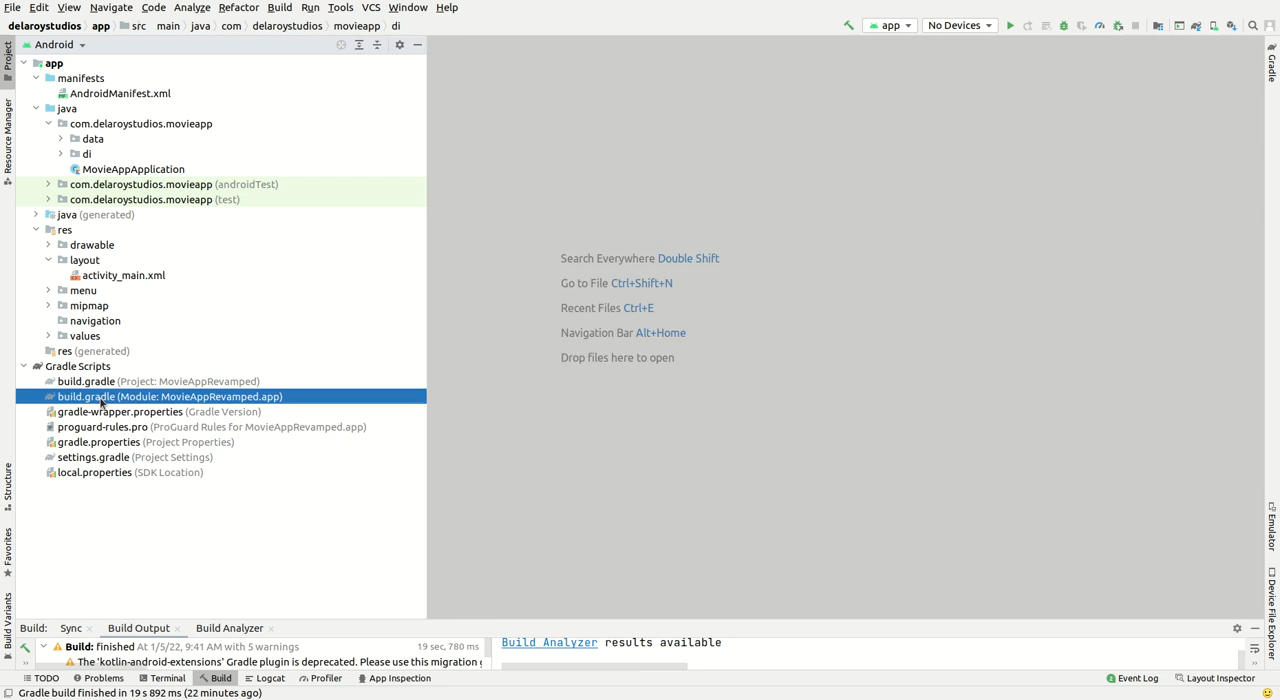 File Edit View Navigate Code Analyze Refactor Build Run Tools VCS Window Help
delaroystudios app src main java com delaroystudios movieapp di
app No Devices
Project
Resource Manager
Structure
Favorites
Build Variants
Android
app
manifests
AndroidManifest.xml
java
com.delaroystudios.movieapp
data
di
MovieAppApplication
com.delaroystudios.movieapp (androidTest)
com.delaroystudios.movieapp (test)
java (generated)
res
drawable
layout
activity_main.xml
menu
mipmap
navigation
values
res (generated)
Gradle Scripts
build.gradle (Project: MovieAppRevamped)
build.gradle (Module: MovieAppRevamped.app)
gradle-wrapper.properties (Gradle Version)
proguard-rules.pro (ProGuard Rules for MovieAppRevamped.app)
gradle.properties (Project Properties)
settings.gradle (Project Settings)
local.properties (SDK Location)
Search Everywhere Double Shift
Go to File Ctrl+Shift+N
Recent Files Ctrl+E
Navigation Bar Alt+Home
Drop files here to open
Gradle
Emulator
Device File Explorer
Build: Sync Build Output Build Analyzer
Build: finished At 1/5/22, 9:41 AM with 5 warnings 19 sec, 780 ms
The 'kotlin-android-extensions' Gradle plugin is deprecated. Please use this migration g
Build Analyzer results available
TODO Problems Terminal Build Logcat Profiler App Inspection Event Log Layout Inspector
Gradle build finished in 19 s 892 ms (22 minutes ago)